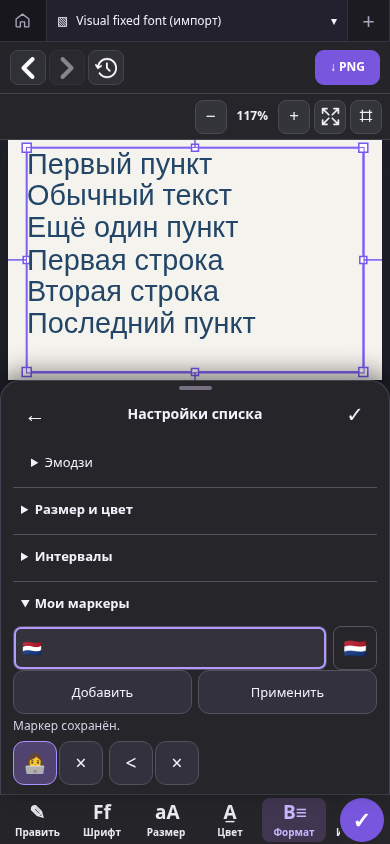 Visual fixed font (импорт)
↓ PNG
− 117% +
Первый пункт
Обычный текст
Ещё один пункт
Первая строка
Вторая строка
Последний пункт
← Настройки списка ✓
▶ Эмодзи
▶ Размер и цвет
▶ Интервалы
▼ Мои маркеры
🇳🇱 🇳🇱
Добавить Применить
Маркер сохранён.
👩‍💻 × < ×
✎ Ff аА A B≡ ✓
Править Шрифт Размер Цвет Формат